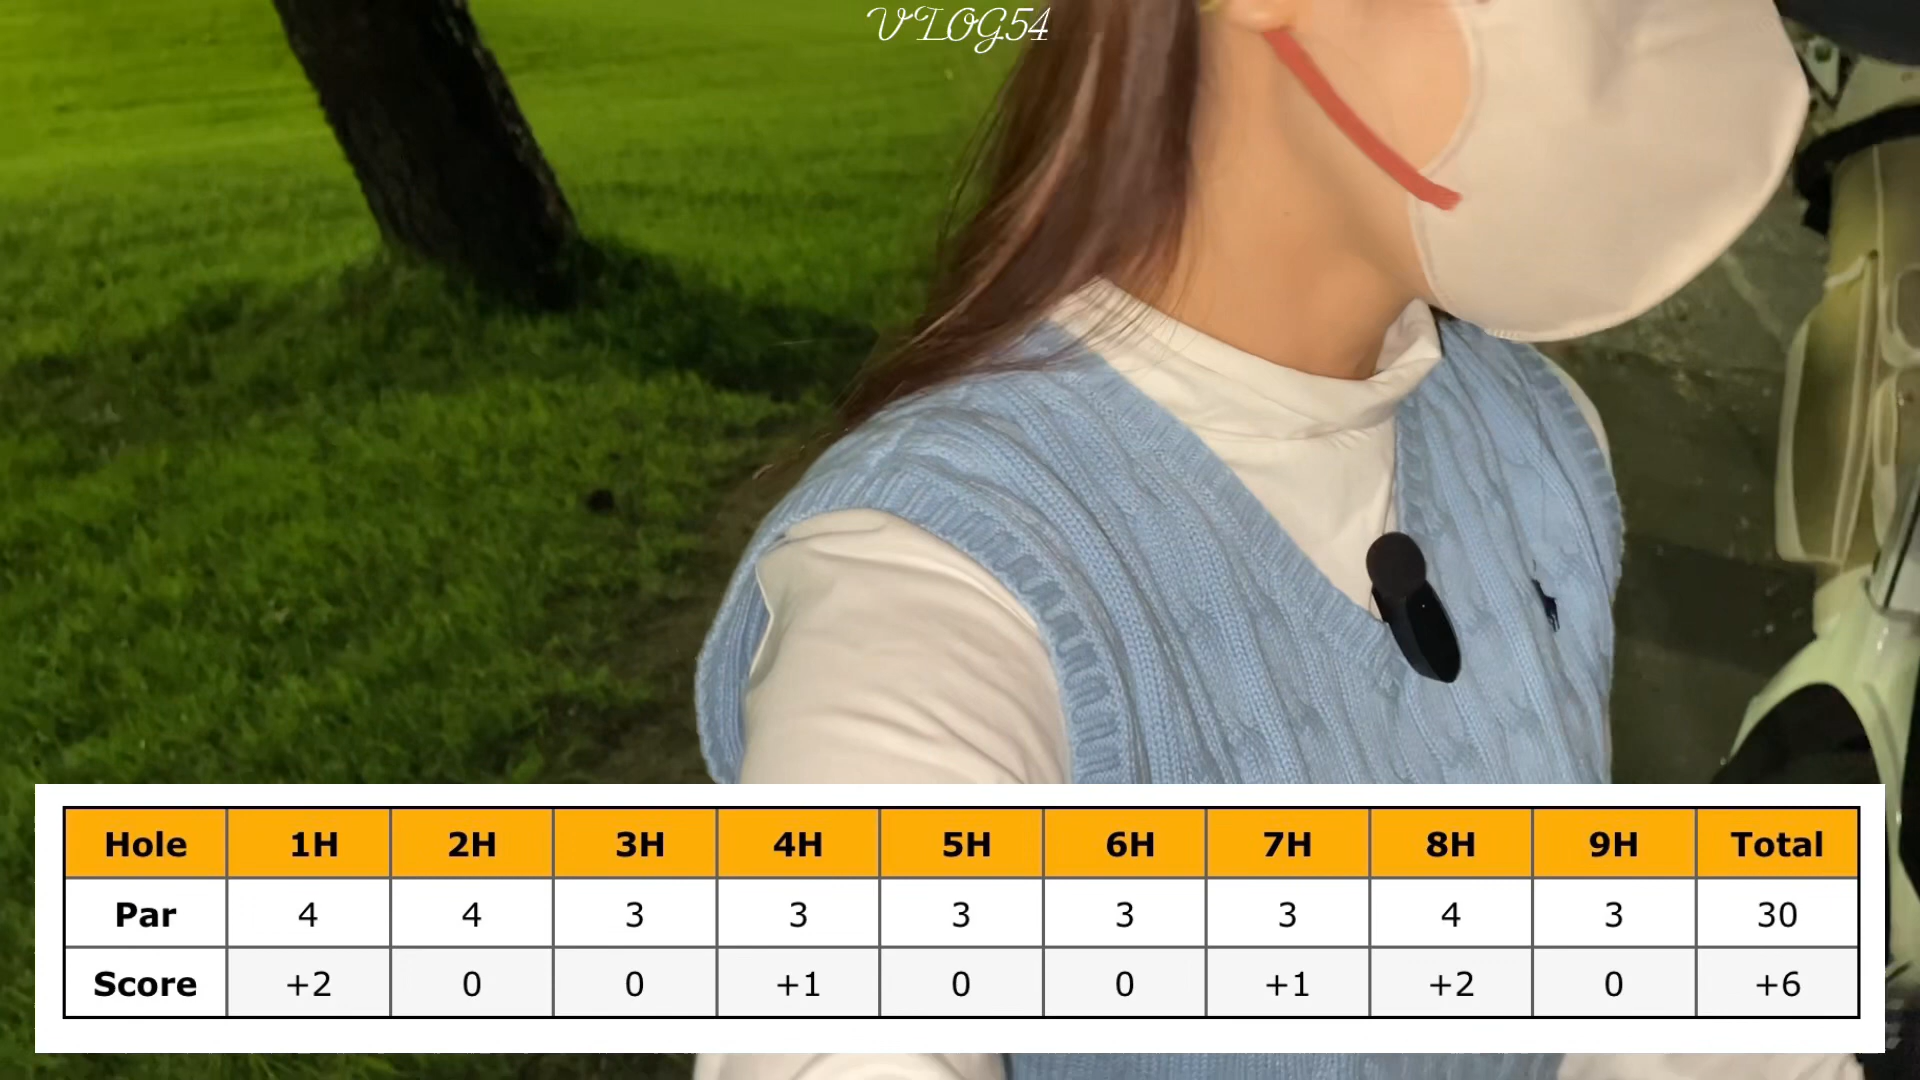 VLOG54
Hole 1H 2H 3H 4H 5H 6H 7H 8H 9H Total
Par 4 4 3 3 3 3 3 4 3 30
Score +2 0 0 +1 0 0 +1 +2 0 +6